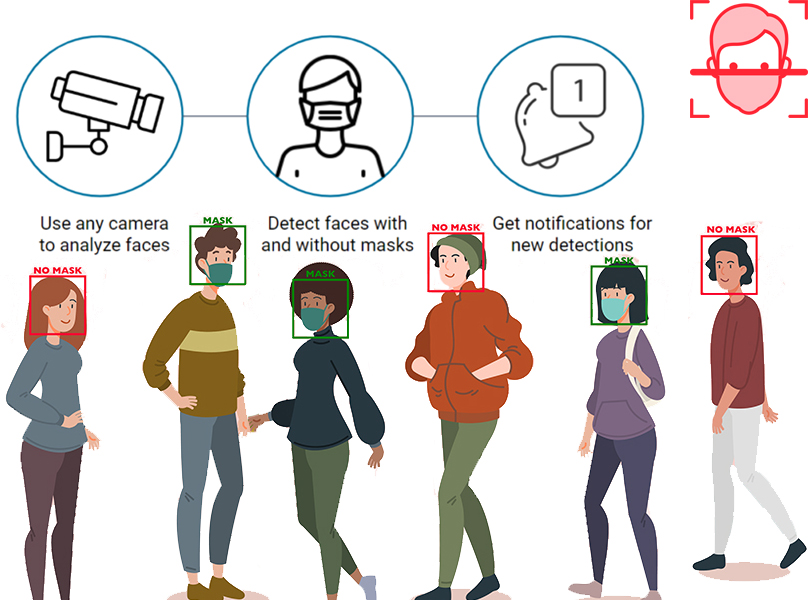 1
Use any camera
to analyze faces
Detect faces with
and without masks
Get notifications for
new detections
MASK
NO MASK
NO MASK
NO MASK
MASK
MASK